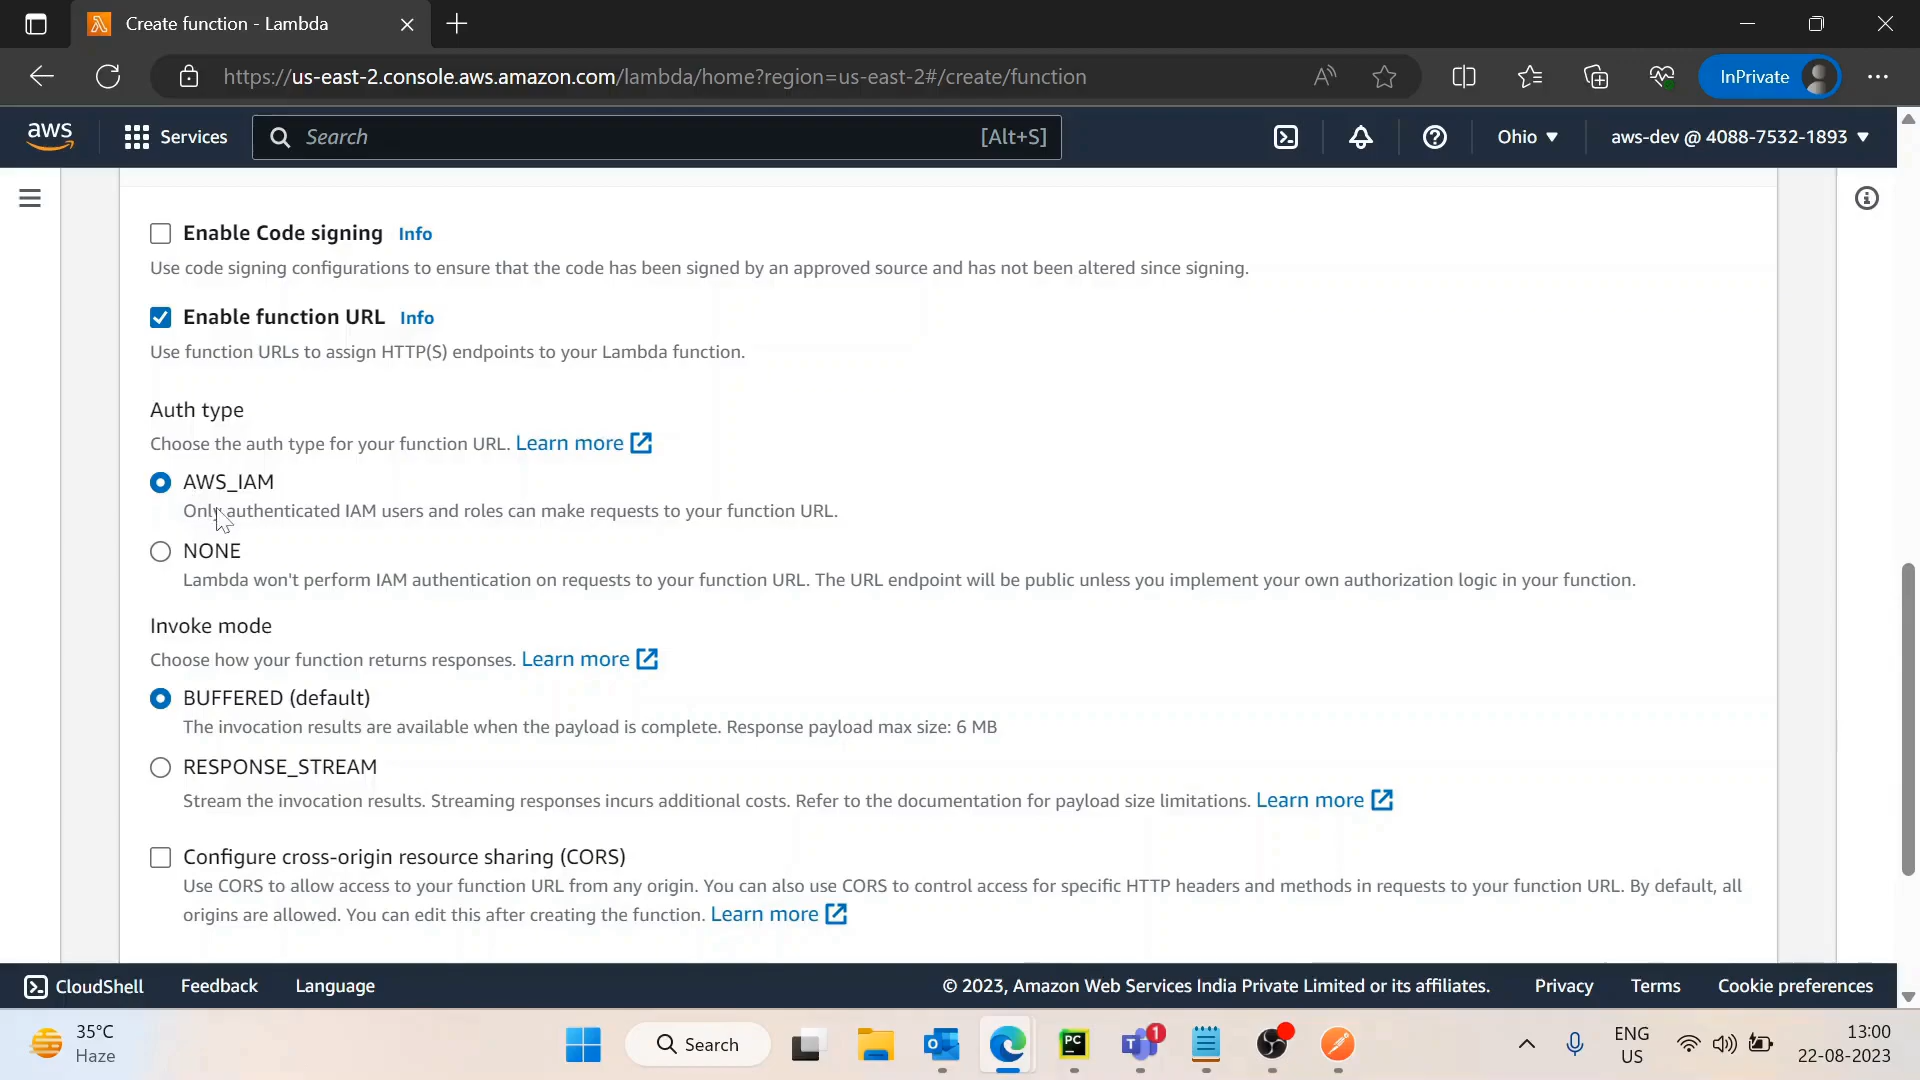 Create function - Lambda
https://us-east-2.console.aws.amazon.com/lambda/home?region=us-east-2#/create/function
InPrivate
aws
Services
Search
[Alt+S]
Ohio
aws-dev @ 4088-7532-1893
Enable Code signing Info
Use code signing configurations to ensure that the code has been signed by an approved source and has not been altered since signing.
Enable function URL Info
Use function URLs to assign HTTP(S) endpoints to your Lambda function.
Auth type
Choose the auth type for your function URL. Learn more
AWS_IAM
Only authenticated IAM users and roles can make requests to your function URL.
NONE
Lambda won't perform IAM authentication on requests to your function URL. The URL endpoint will be public unless you implement your own authorization logic in your function.
Invoke mode
Choose how your function returns responses. Learn more
BUFFERED (default)
The invocation results are available when the payload is complete. Response payload max size: 6 MB
RESPONSE_STREAM
Stream the invocation results. Streaming responses incurs additional costs. Refer to the documentation for payload size limitations. Learn more
Configure cross-origin resource sharing (CORS)
Use CORS to allow access to your function URL from any origin. You can also use CORS to control access for specific HTTP headers and methods in requests to your function URL. By default, all
origins are allowed. You can edit this after creating the function. Learn more
CloudShell
Feedback
Language
© 2023, Amazon Web Services India Private Limited or its affiliates.
Privacy
Terms
Cookie preferences
35°C
Haze
Search
PC
1
ENG
US
13:00
22-08-2023